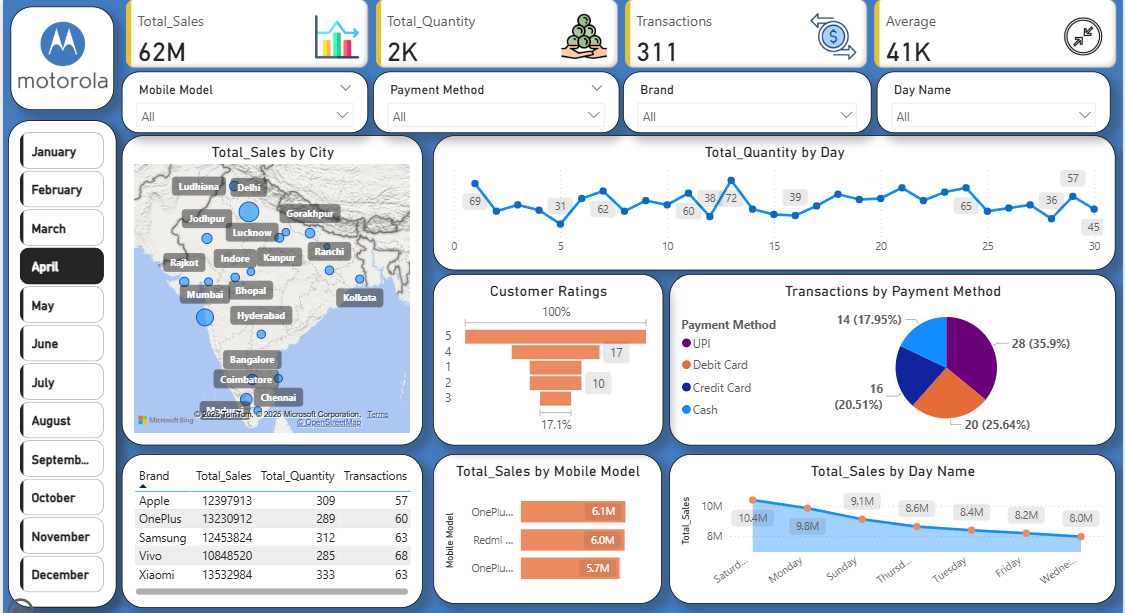 motorola
Total_Sales
62M
Total_Quantity
2K
Transactions
311
Average
41K
Mobile Model
All
Payment Method
All
Brand
All
Day Name
All
January
February
March
April
May
June
July
August
Septemb...
October
November
December
Total_Sales by City
Ludhiana
Delhi
Jodhpur
Gorakhpur
Lucknow
Rajkot
Indore
Kanpur
Ranchi
Mumbai
Bhopal
Kolkata
Hyderabad
Bangalore
Coimbatore
Chennai
Microsoft Bing
© 2025 TomTom, © 2025 Microsoft Corporation, Terms
© OpenStreetMap
Total_Quantity by Day
69
31
62
60
38
72
39
65
36
57
45
0 5 10 15 20 25 30
Customer Ratings
100%
5
4 17
1
2 10
3
17.1%
Transactions by Payment Method
Payment Method
UPI
Debit Card
Credit Card
Cash
14 (17.95%)
28 (35.9%)
16
(20.51%)
20 (25.64%)
Brand Total_Sales Total_Quantity Transactions
Apple 12397913 309 57
OnePlus 13230912 289 60
Samsung 12453824 312 63
Vivo 10848520 285 68
Xiaomi 13532984 333 63
Total_Sales by Mobile Model
Mobile Model
OnePlu... 6.1M
Redmi ... 6.0M
OnePlu... 5.7M
Total_Sales by Day Name
Total_Sales
10M
8M
10.4M
9.8M
9.1M
8.6M
8.4M
8.2M
8.0M
Saturd...
Monday
Sunday
Thursd...
Tuesday
Friday
Wedne...